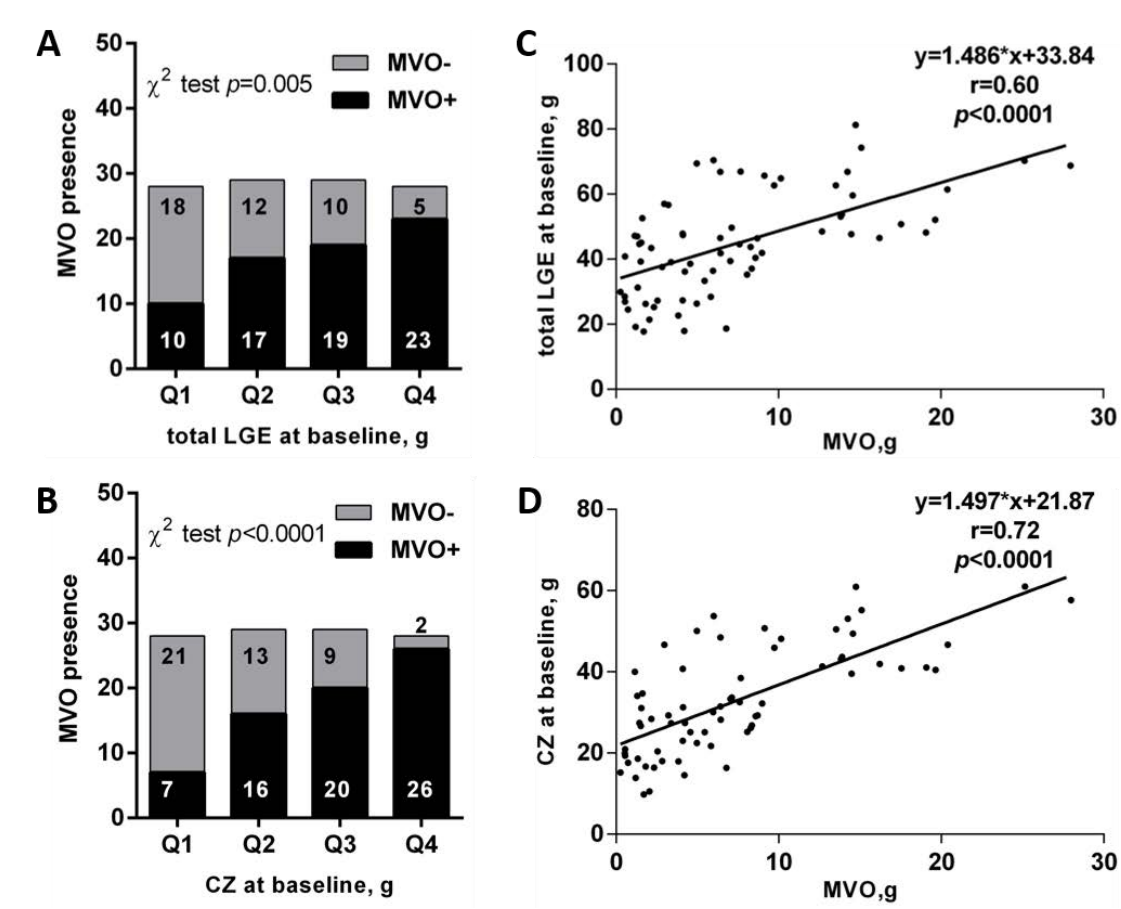 A
50
40
30
20
10
0
MVO presence
χ² test p=0.005
MVO-
MVO+
18
12
10
5
10
17
19
23
Q1 Q2 Q3 Q4
total LGE at baseline, g
C
y=1.486*x+33.84
r=0.60
p<0.0001
100
80
60
40
20
0
total LGE at baseline, g
0 10 20 30
MVO,g
B
50
40
30
20
10
0
MVO presence
χ² test p<0.0001
MVO-
MVO+
21
13
9
2
7
16
20
26
Q1 Q2 Q3 Q4
CZ at baseline, g
D
y=1.497*x+21.87
r=0.72
p<0.0001
80
60
40
20
0
CZ at baseline, g
0 10 20 30
MVO,g